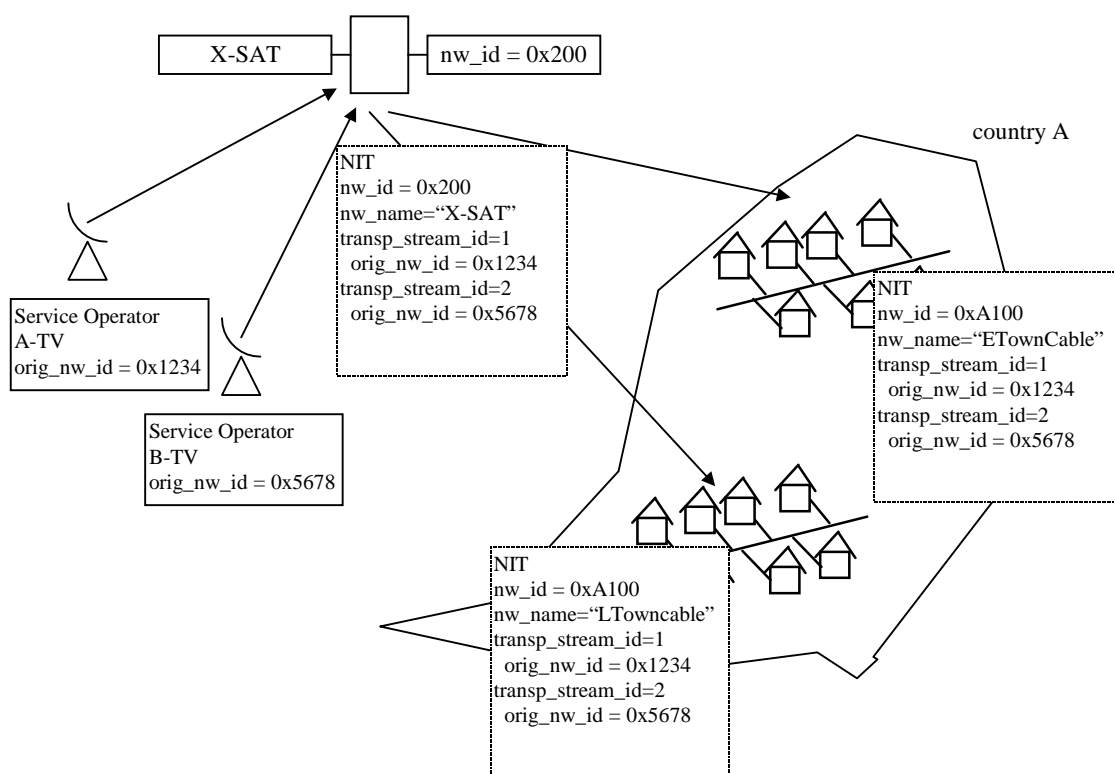 X-SAT
nw_id = 0x200
country A
NIT
nw_id = 0x200
nw_name=“X-SAT”
transp_stream_id=1
orig_nw_id = 0x1234
transp_stream_id=2
orig_nw_id = 0x5678
Service Operator
A-TV
orig_nw_id = 0x1234
Service Operator
B-TV
orig_nw_id = 0x5678
NIT
nw_id = 0xA100
nw_name=“ETownCable”
transp_stream_id=1
orig_nw_id = 0x1234
transp_stream_id=2
orig_nw_id = 0x5678
NIT
nw_id = 0xA100
nw_name=“LTowncable”
transp_stream_id=1
orig_nw_id = 0x1234
transp_stream_id=2
orig_nw_id = 0x5678